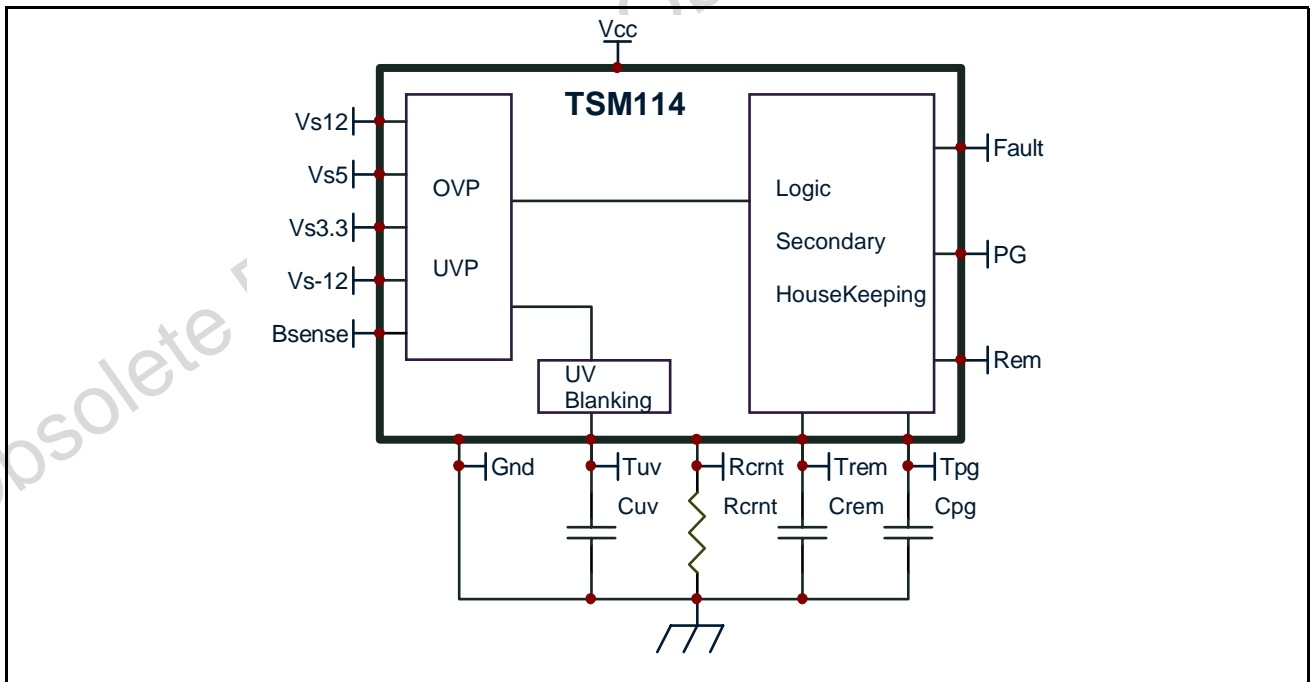 Vcc
TSM114
Vs12
Vs5
Vs3.3
Vs-12
Bsense
OVP
UVP
UV
Blanking
Logic
Secondary
HouseKeeping
Fault
PG
Rem
Gnd
Tuv
Rcrnt
Trem
Tpg
Cuv
Rcrnt
Crem
Cpg
Obsolete